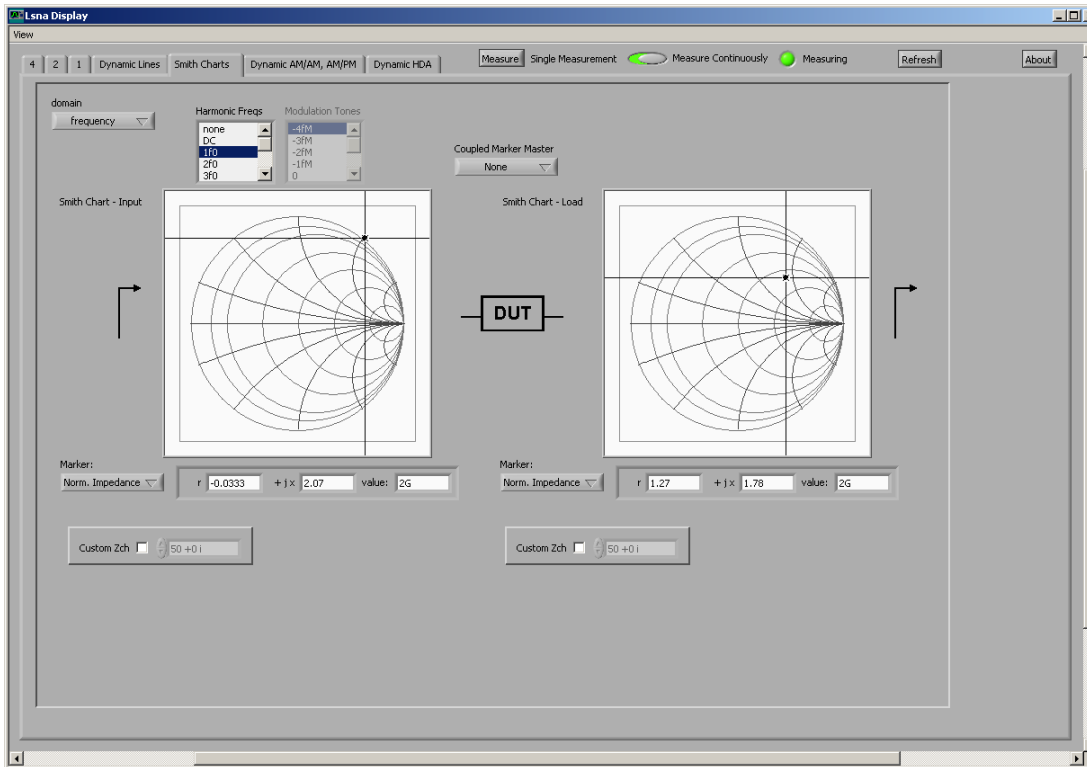 Lsna Display
View
4 2 1 Dynamic Lines Smith Charts Dynamic AM/AM, AM/PM Dynamic HDA Measure Single Measurement Measure Continuously Measuring Refresh About
domain
frequency
Harmonic Freqs Modulation Tones
none -4fM
DC -3fM
1f0 -2fM
2f0 -1fM
3f0 0
Coupled Marker Master
None
Smith Chart - Input Smith Chart - Load
DUT
Marker: Marker:
Norm. Impedance r -0.0333 + j x 2.07 value: 2G Norm. Impedance r 1.27 + j x 1.78 value: 2G
Custom Zch 50 +0 i Custom Zch 50 +0 i